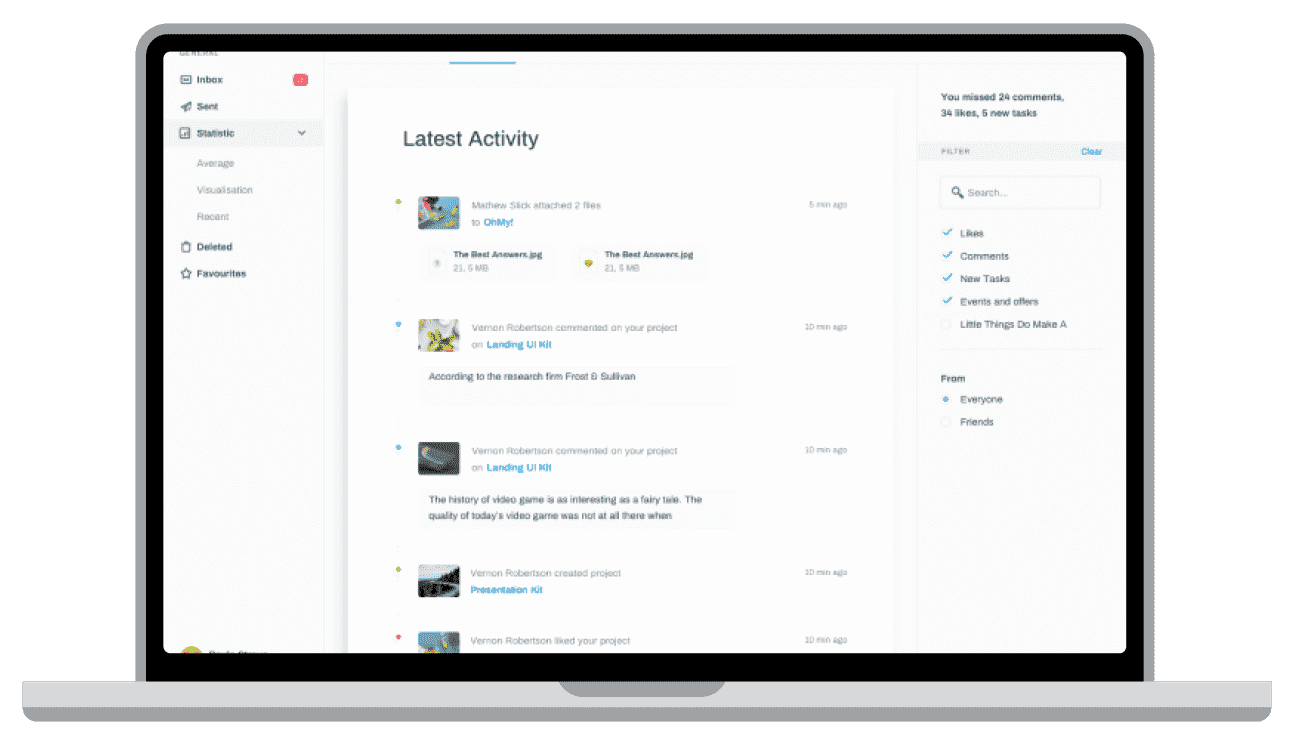 GENERAL
Inbox
Sent
Statistic
Average
Visualisation
Recent
Deleted
Favourites
Latest Activity
Mathew Slick attached 2 files
5 min ago
to OhMy!
The Best Answers.jpg
21, 5 MB
The Best Answers.jpg
21, 5 MB
Vernon Robertson commented on your project
10 min ago
on Landing UI Kit
According to the research firm Frost & Sullivan
Vernon Robertson commented on your project
10 min ago
on Landing UI Kit
The history of video game is as interesting as a fairy tale. The
quality of today's video game was not at all there when
Vernon Robertson created project
10 min ago
Presentation Kit
Vernon Robertson liked your project
10 min ago
You missed 24 comments,
34 likes, 5 new tasks
FILTER
Clear
Search...
Likes
Comments
New Tasks
Events and offers
Little Things Do Make A
From
Everyone
Friends